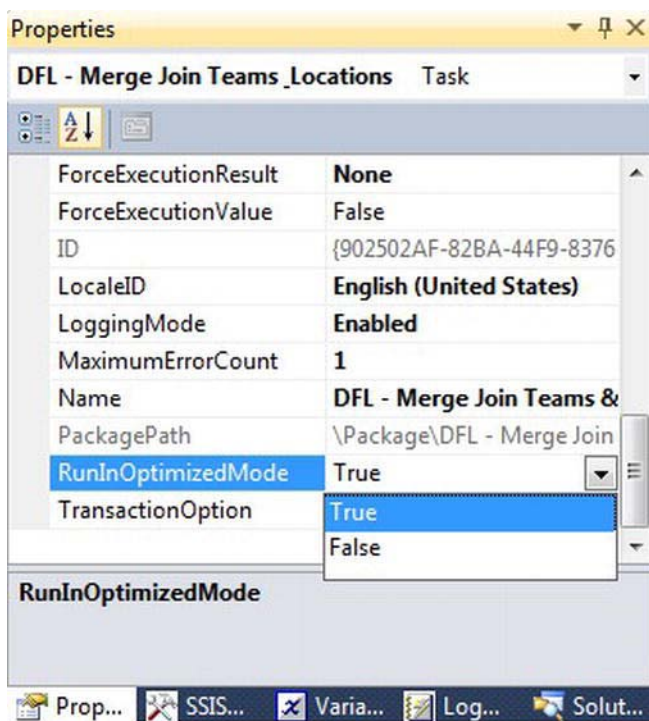 Properties
DFL - Merge Join Teams _Locations Task
ForceExecutionResult None
ForceExecutionValue False
ID {902502AF-82BA-44F9-8376
LocaleID English (United States)
LoggingMode Enabled
MaximumErrorCount 1
Name DFL - Merge Join Teams &
PackagePath \Package\DFL - Merge Join
RunInOptimizedMode True
TransactionOption True
False
RunInOptimizedMode
Prop... SSIS... Varia... Log... Solut...